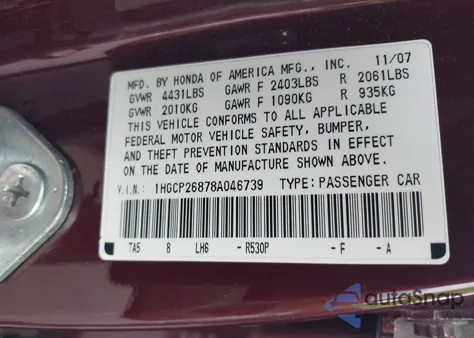 MFD. BY HONDA OF AMERICA MFG., INC. 11/07
GVWR 4431LBS GAWR F 2403LBS R 2061LBS
GVWR 2010KG GAWR F 1090KG R 935KG
THIS VEHICLE CONFORMS TO ALL APPLICABLE
FEDERAL MOTOR VEHICLE SAFETY, BUMPER,
AND THEFT PREVENTION STANDARDS IN EFFECT
ON THE DATE OF MANUFACTURE SHOWN ABOVE.
V.I.N.: 1HGCP26878A046739 TYPE: PASSENGER CAR
TA5 8 LH6 - R530P - F - A
autoSnap